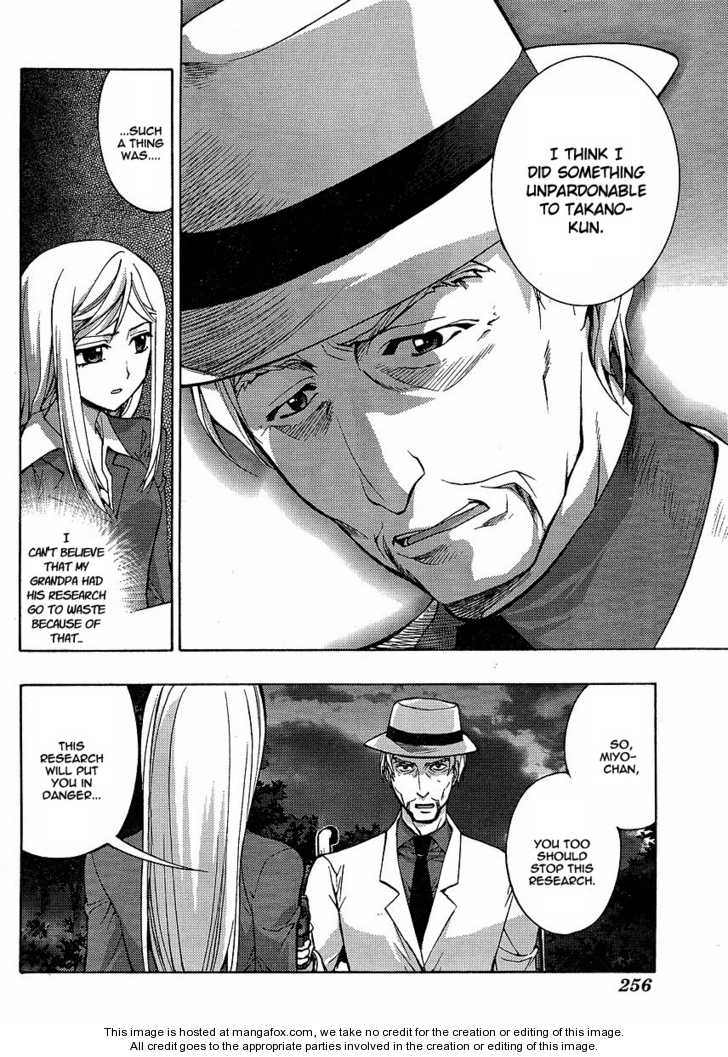 I THINK I
DID SOMETHING
UNPARDONABLE
TO TAKANO-
KUN.
...SUCH
A THING
WAS....
I
CAN'T BELIEVE
THAT MY
GRANDPA HAD
HIS RESEARCH
GO TO WASTE
BECAUSE OF
THAT...
SO,
MIYO-
CHAN,
YOU TOO
SHOULD
STOP THIS
RESEARCH.
THIS
RESEARCH
WILL PUT
YOU IN
DANGER...
256
This image is hosted at mangafox.com, we take no credit for the creation or editing of this image.
All credit goes to the appropriate parties involved in the creation or editing of this image.